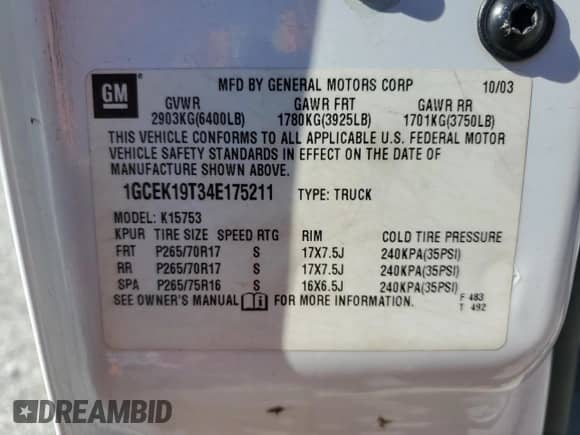 GM
MFD BY GENERAL MOTORS CORP 10/03
GVWR GAWR FRT GAWR RR
2903KG(6400LB) 1780KG(3925LB) 1701KG(3750LB)
THIS VEHICLE CONFORMS TO ALL APPLICABLE U.S. FEDERAL MOTOR
VEHICLE SAFETY STANDARDS IN EFFECT ON THE DATE OF
MANUFACTURE SHOWN ABOVE.
1GCEK19T34E175211 TYPE: TRUCK
MODEL: K15753
KPUR TIRE SIZE SPEED RTG RIM COLD TIRE PRESSURE
FRT P265/70R17 S 17X7.5J 240KPA(35PSI)
RR P265/70R17 S 17X7.5J 240KPA(35PSI)
SPA P265/75R16 S 16X6.5J 240KPA(35PSI)
SEE OWNER'S MANUAL FOR MORE INFORMATION. F 483
T 492
DREAMBID